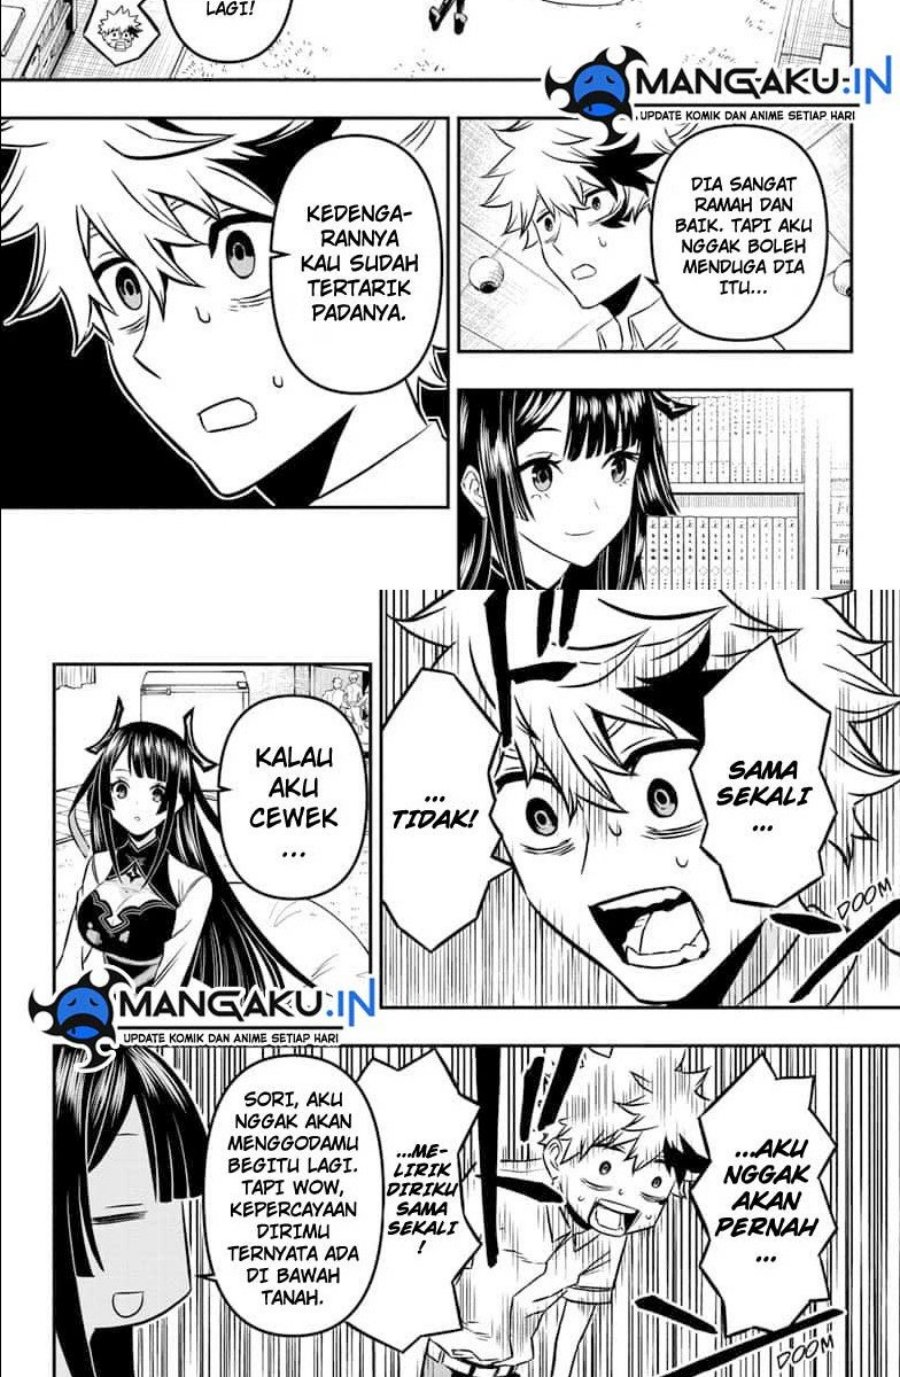 LAGI!
MANGAKU.IN
UPDATE KOMIK DAN ANIME SETIAP HARI
DIA SANGAT
RAMAH DAN
BAIK. TAPI AKU
NGGAK BOLEH
MENDUGA DIA
ITU...
KEDENGA-
RANNYA
KAU SUDAH
TERTARIK
PADANYA.
SAMA
SEKALI
...
...
TIDAK!
DOOM
KALAU
AKU
CEWEK
...
MANGAKU.IN
UPDATE KOMIK DAN ANIME SETIAP HARI
...AKU
NGGAK
AKAN
PERNAH
...
...ME-
LIRIK
DIRIKU
SAMA
SEKALI
!
DOOM
SORI, AKU
NGGAK AKAN
MENGGODAMU
BEGITU LAGI.
TAPI WOW,
KEPERCAYAAN
DIRIMU
TERNYATA ADA
DI BAWAH
TANAH.